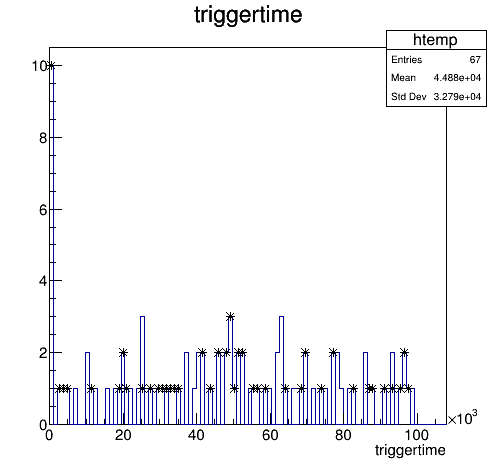 triggertime
htemp
Entries 67
Mean 4.488e+04
Std Dev 3.279e+04
10
8
6
4
2
0
0 20 40 60 80 100 ×10³
triggertime